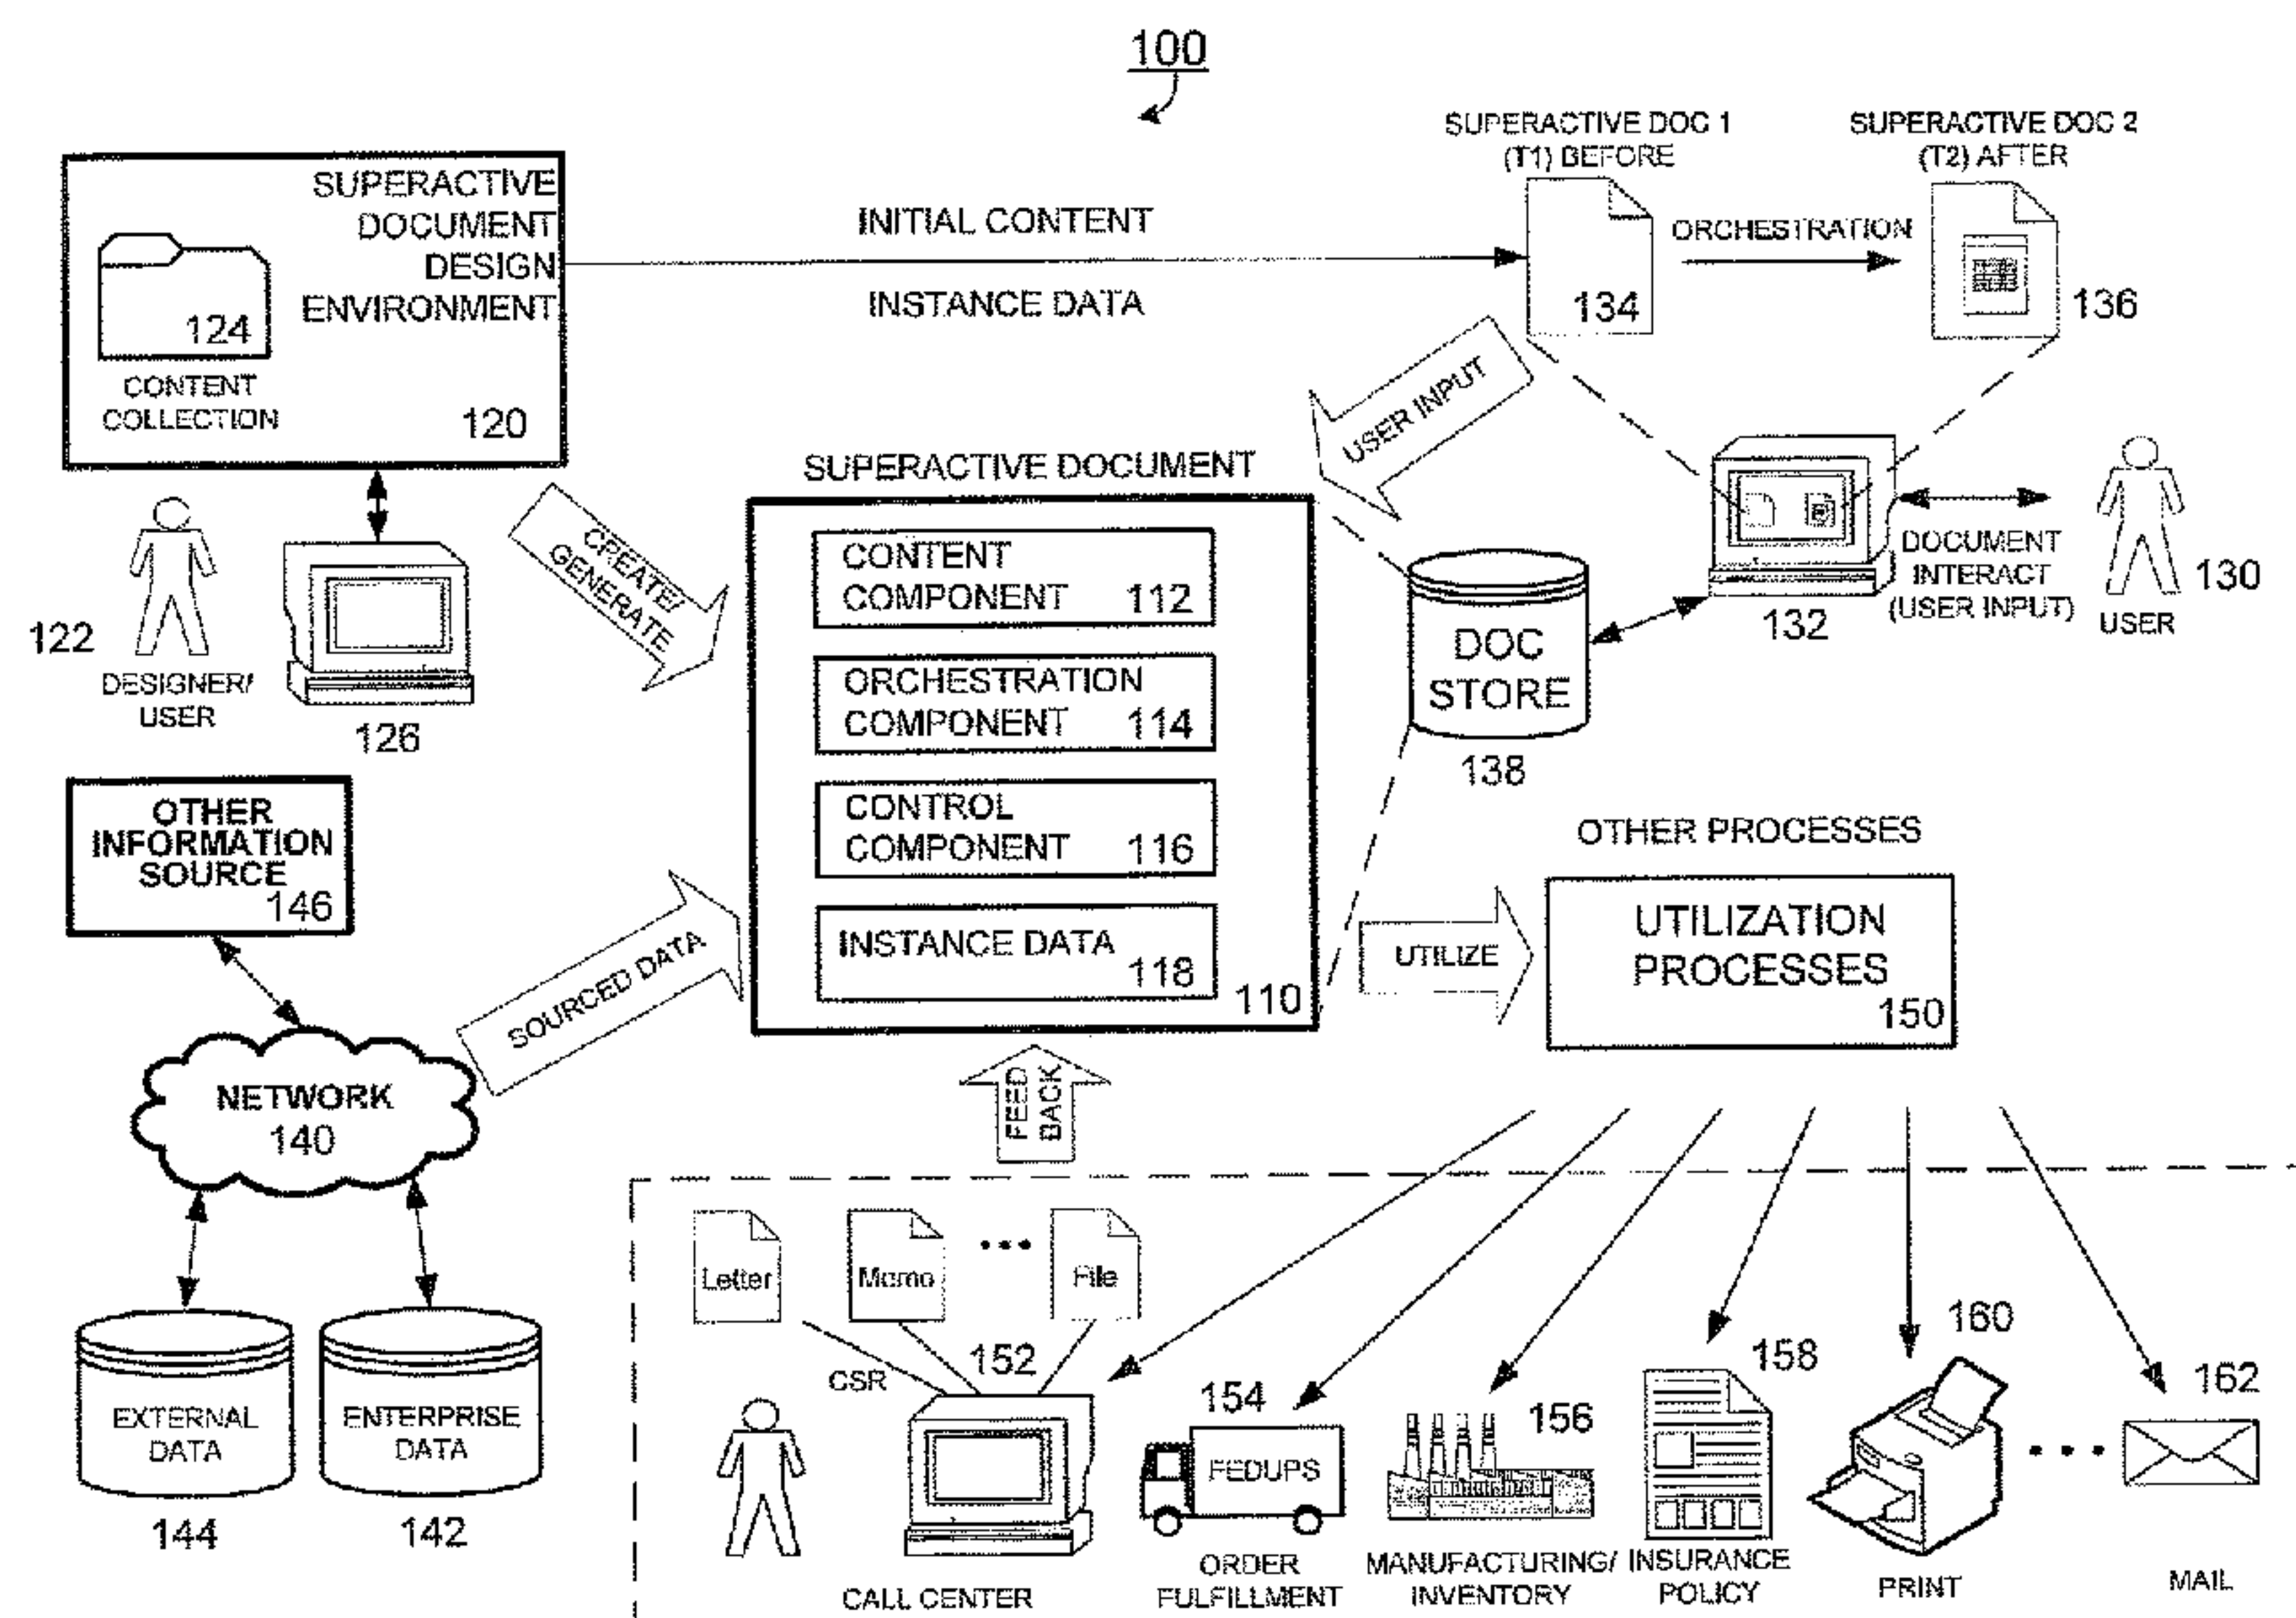 100
SUPERACTIVE DOC 1
(T1) BEFORE
SUPERACTIVE DOC 2
(T2) AFTER
SUPERACTIVE
DOCUMENT
DESIGN
ENVIRONMENT
124
CONTENT
COLLECTION
120
INITIAL CONTENT
INSTANCE DATA
134
ORCHESTRATION
136
USER INPUT
122
DESIGNER/
USER
126
CREATE/
GENERATE
SUPERACTIVE DOCUMENT
CONTENT
COMPONENT 112
ORCHESTRATION
COMPONENT 114
CONTROL
COMPONENT 116
INSTANCE DATA
118
110
DOC
STORE
138
132
DOCUMENT
INTERACT
(USER INPUT)
130
USER
OTHER
INFORMATION
SOURCE
146
SOURCED DATA
NETWORK
140
EXTERNAL
DATA
144
ENTERPRISE
DATA
142
OTHER PROCESSES
UTILIZE
UTILIZATION
PROCESSES
150
FEED
BACK
Letter
Memo
File
CSR
152
CALL CENTER
154
FEDUPS
ORDER
FULFILLMENT
156
MANUFACTURING/
INVENTORY
158
INSURANCE
POLICY
160
PRINT
162
MAIL